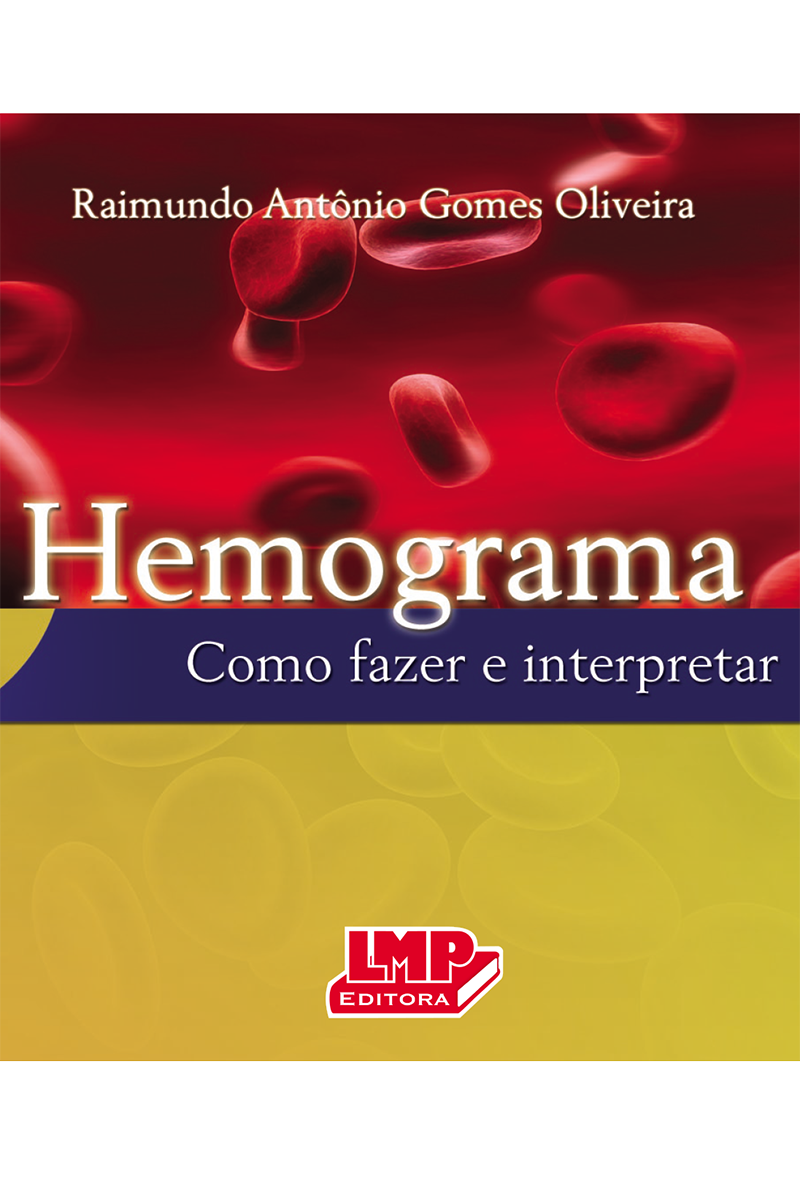 Raimundo Antônio Gomes Oliveira
Hemograma
Como fazer e interpretar
LMP
EDITORA